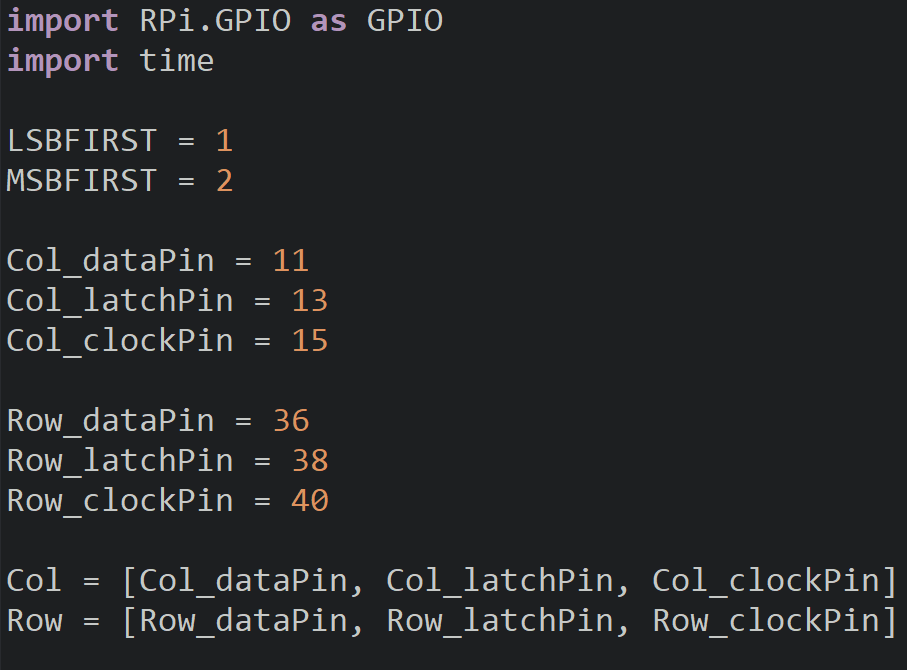 import RPi.GPIO as GPIO
import time
LSBFIRST = 1
MSBFIRST = 2
Col_dataPin = 11
Col_latchPin = 13
Col_clockPin = 15
Row_dataPin = 36
Row_latchPin = 38
Row_clockPin = 40
Col = [Col_dataPin, Col_latchPin, Col_clockPin]
Row = [Row_dataPin, Row_latchPin, Row_clockPin]